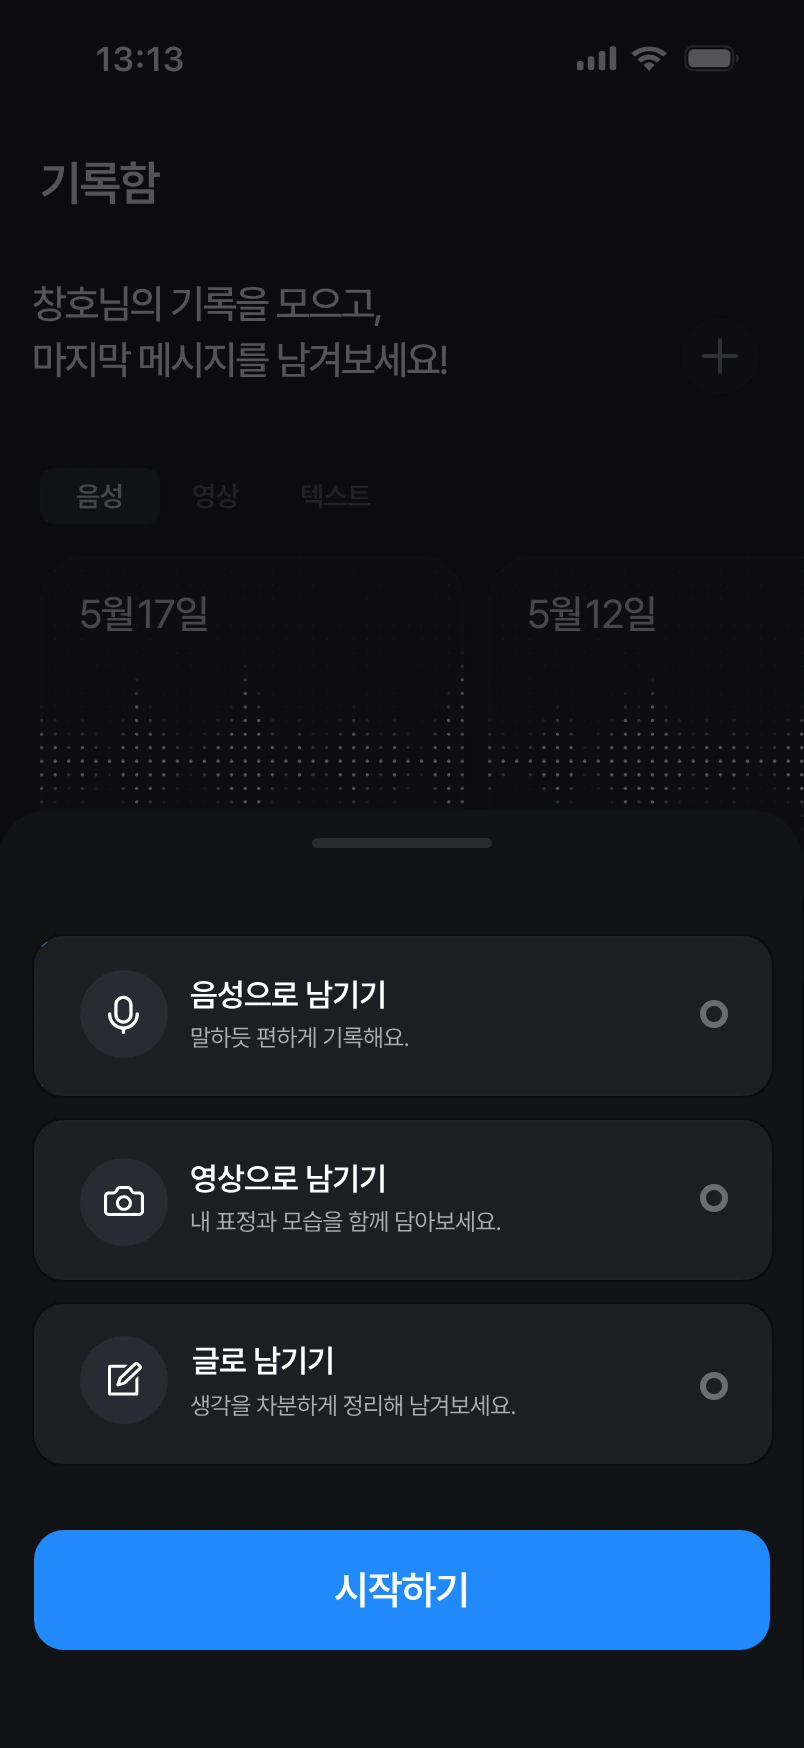 13:13
기록함
창호님의 기록을 모으고,
마지막 메시지를 남겨보세요!
음성 영상 텍스트
5월17일 5월12일
음성으로 남기기
말하듯 편하게 기록해요.
영상으로 남기기
내 표정과 모습을 함께 담아보세요.
글로 남기기
생각을 차분하게 정리해 남겨보세요.
시작하기